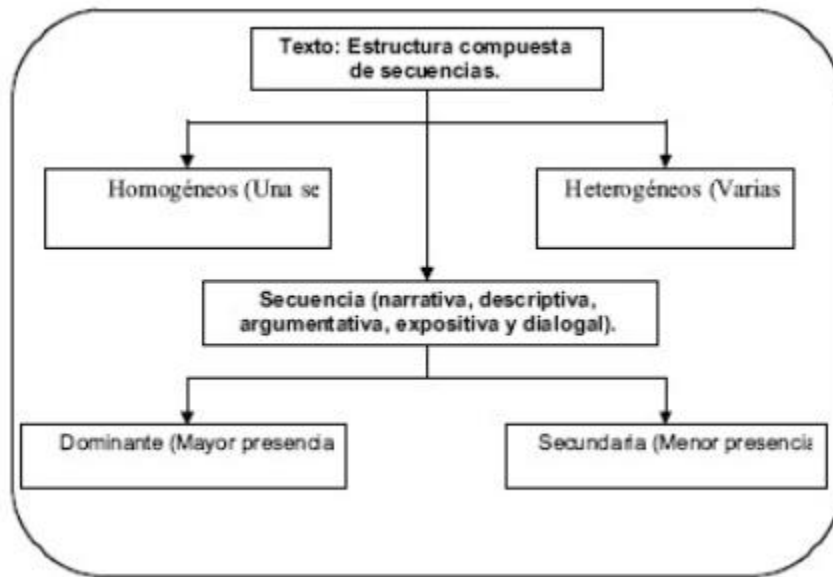 Texto: Estructura compuesta
de secuencias.
Homogéneos (Una se
Heterogéneos (Varias
Secuencia (narrativa, descriptiva,
argumentativa, expositiva y dialogal).
Dominante (Mayor presencia
Secundaria (Menor presencia